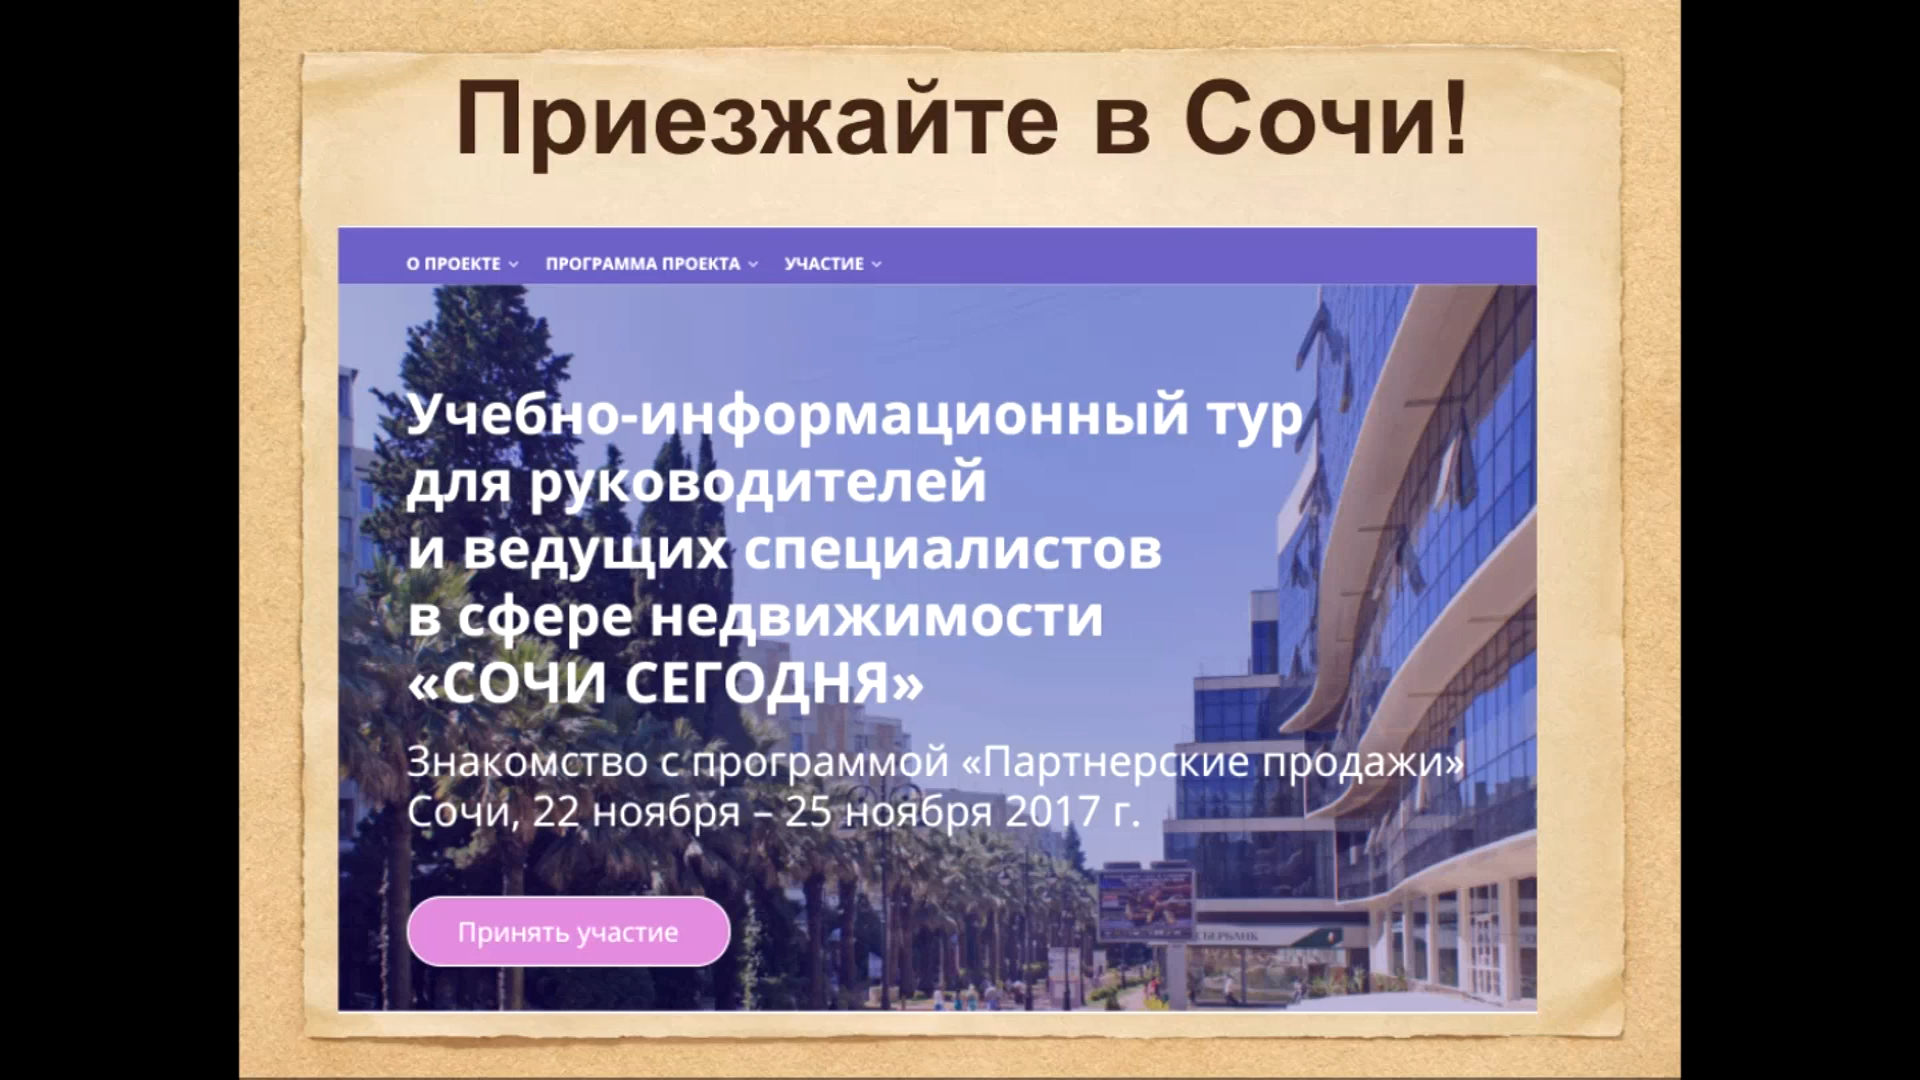 Приезжайте в Сочи!
О ПРОЕКТЕ ПРОГРАММА ПРОЕКТА УЧАСТИЕ
Учебно-информационный тур
для руководителей
и ведущих специалистов
в сфере недвижимости
«СОЧИ СЕГОДНЯ»
Знакомство с программой «Партнерские продажи»
Сочи, 22 ноября – 25 ноября 2017 г.
Принять участие
СБЕРБАНК